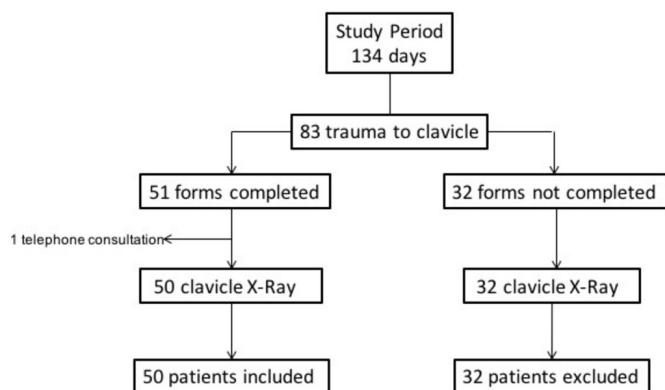 Study Period
134 days
83 trauma to clavicle
51 forms completed
32 forms not completed
1 telephone consultation
50 clavicle X-Ray
32 clavicle X-Ray
50 patients included
32 patients excluded